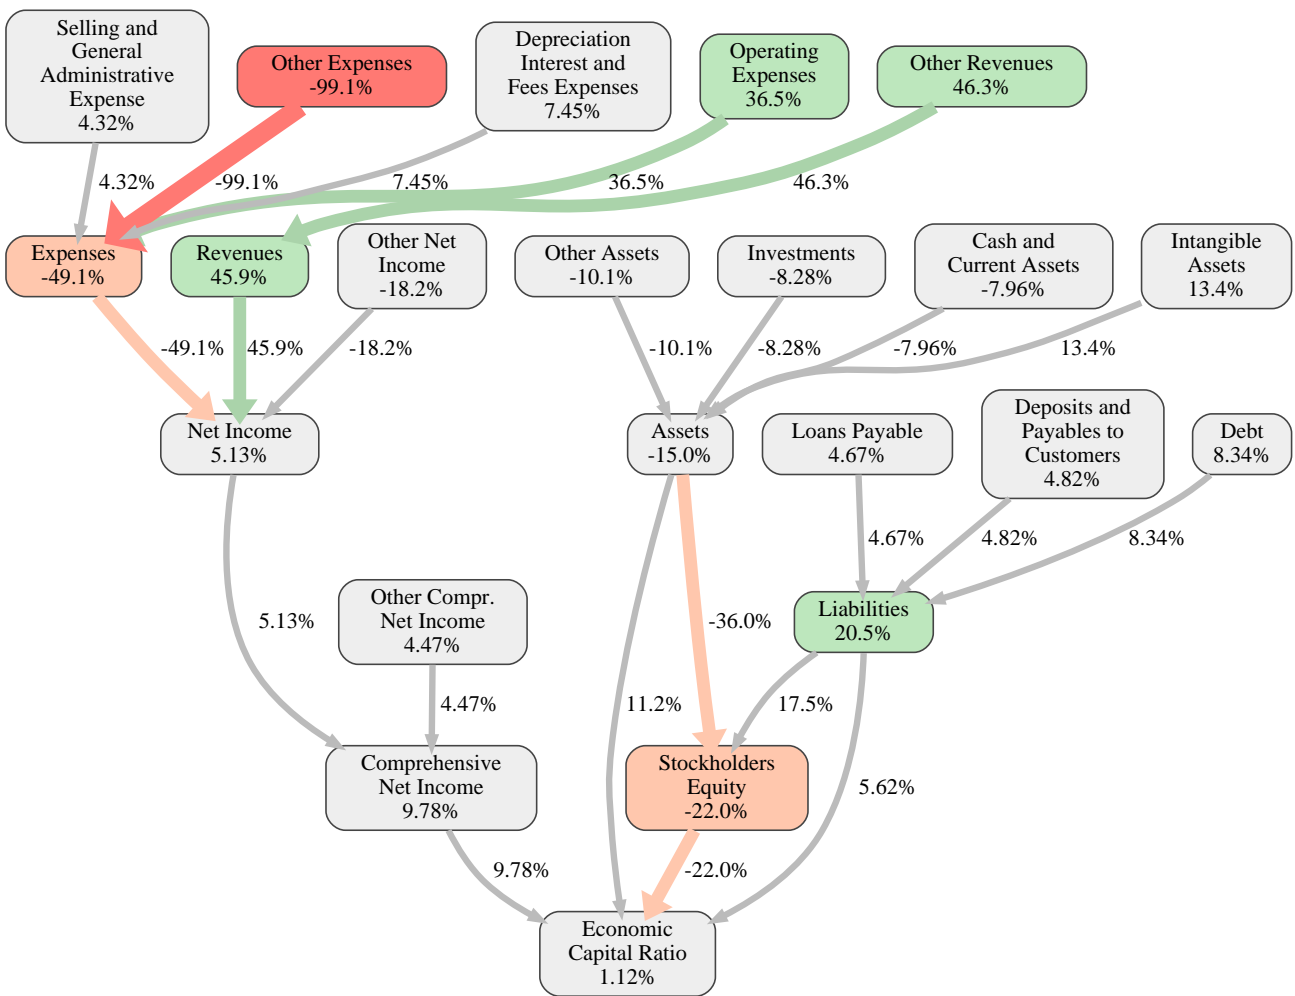 Selling and
General
Administrative
Expense
4.32%
Other Expenses
-99.1%
Depreciation
Interest and
Fees Expenses
7.45%
Operating
Expenses
36.5%
Other Revenues
46.3%
4.32%
-99.1%
7.45%
36.5%
46.3%
Expenses
-49.1%
Revenues
45.9%
Other Net
Income
-18.2%
Other Assets
-10.1%
Investments
-8.28%
Cash and
Current Assets
-7.96%
Intangible
Assets
13.4%
-49.1%
45.9%
-18.2%
-10.1%
-8.28%
-7.96%
13.4%
Net Income
5.13%
Assets
-15.0%
Loans Payable
4.67%
Deposits and
Payables to
Customers
4.82%
Debt
8.34%
4.67%
4.82%
8.34%
Other Compr.
Net Income
4.47%
Liabilities
20.5%
5.13%
-36.0%
4.47%
11.2%
17.5%
Comprehensive
Net Income
9.78%
Stockholders
Equity
-22.0%
5.62%
9.78%
-22.0%
Economic
Capital Ratio
1.12%